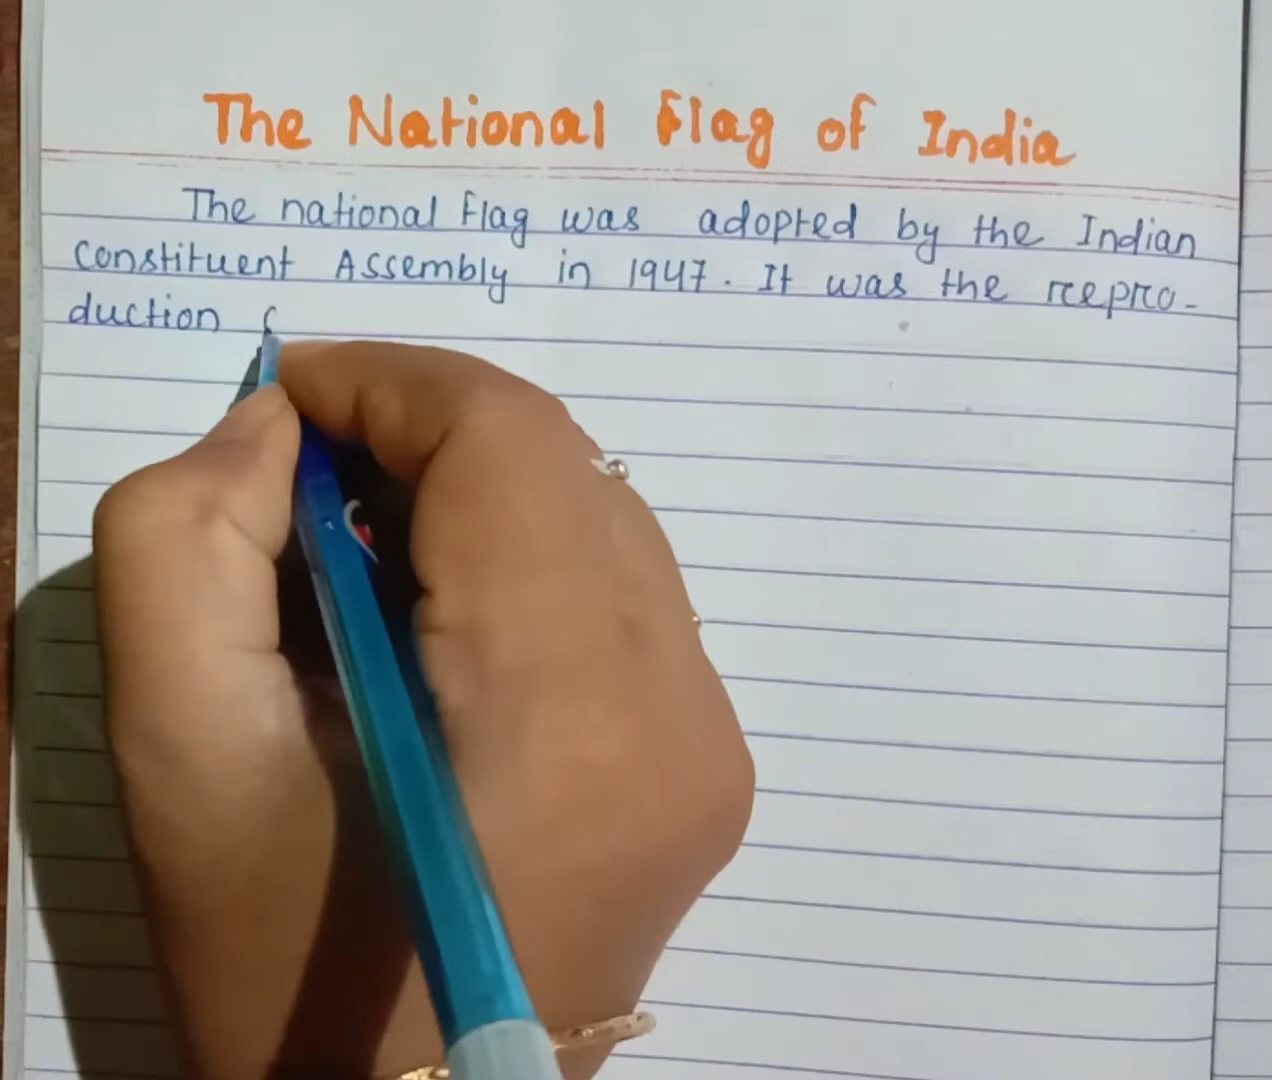 The National Flag of India
The national flag was adopted by the Indian
Constituent Assembly in 1947. It was the repro-
duction